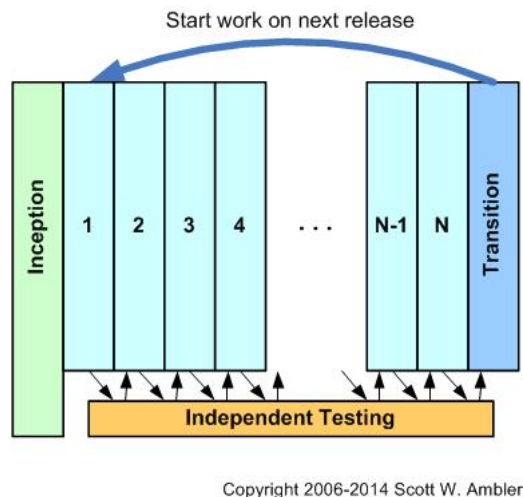 Start work on next release
Inception
1
2
3
4
...
N-1
N
Transition
Independent Testing
Copyright 2006-2014 Scott W. Ambler